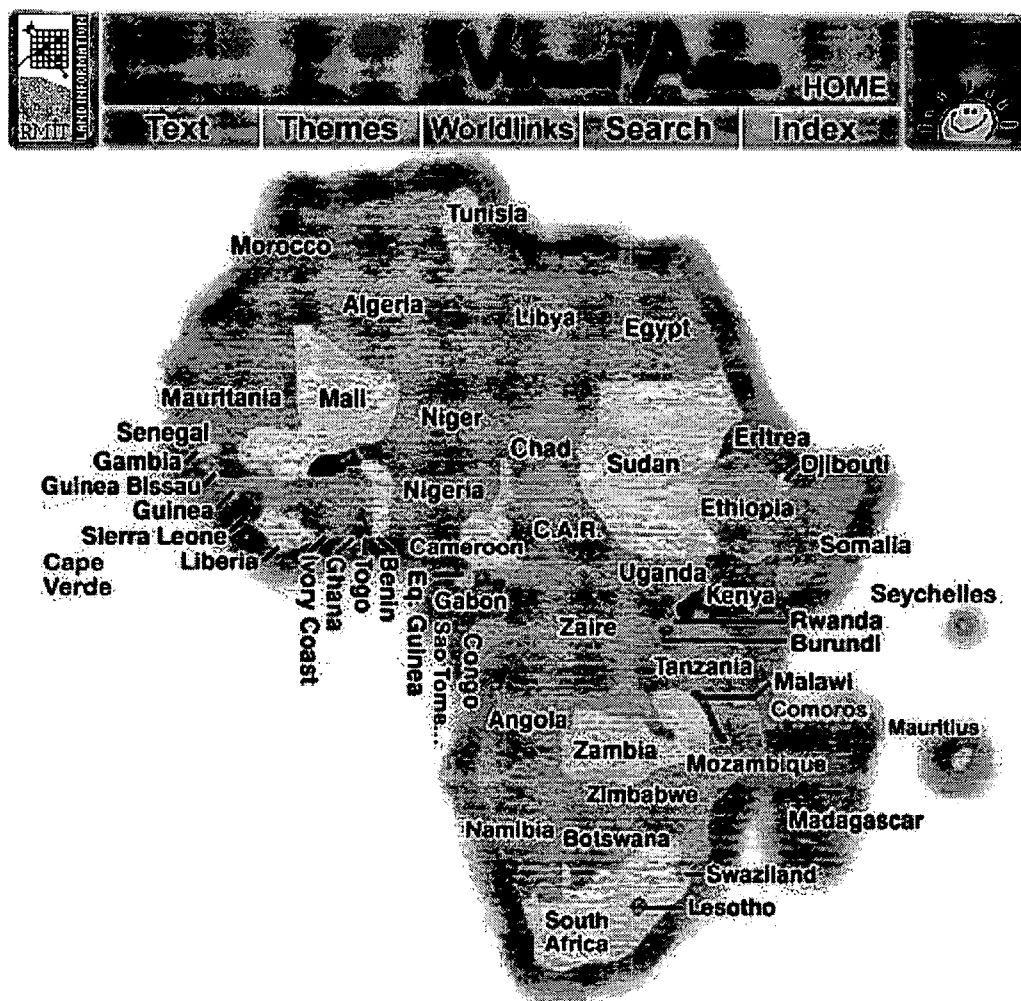 RMIT
LAND INFORMATION
HOME
Text
Themes
Worldlinks
Search
Index
Tunisia
Morocco
Algeria
Libya
Egypt
Mauritania
Mali
Niger
Senegal
Chad
Sudan
Eritrea
Gambia
Djibouti
Guinea Bissau
Nigeria
Guinea
Ethiopia
Sierra Leone
C.A.R.
Somalia
Cape
Verde
Liberia
Cameroon
Ivory Coast
Ghana
Togo
Benin
Eq. Guinea
Sao Tome...
Congo
Gabon
Uganda
Kenya
Seychelles
Zaire
Rwanda
Burundi
Tanzania
Malawi
Comoros
Angola
Mauritius
Zambia
Mozambique
Zimbabwe
Namibia
Botswana
Madagascar
Swaziland
Lesotho
South
Africa